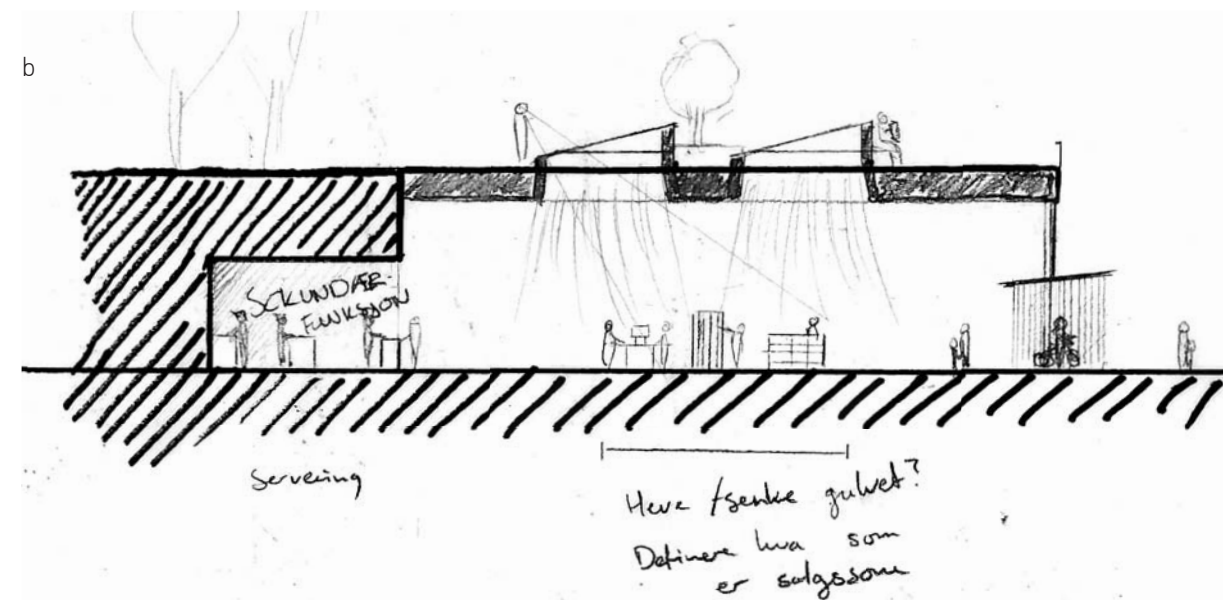 b
SEKUNDÆR-
FUNKSJON
Servering
Heve /senke gulvet?
Definere hva som
er salgssone